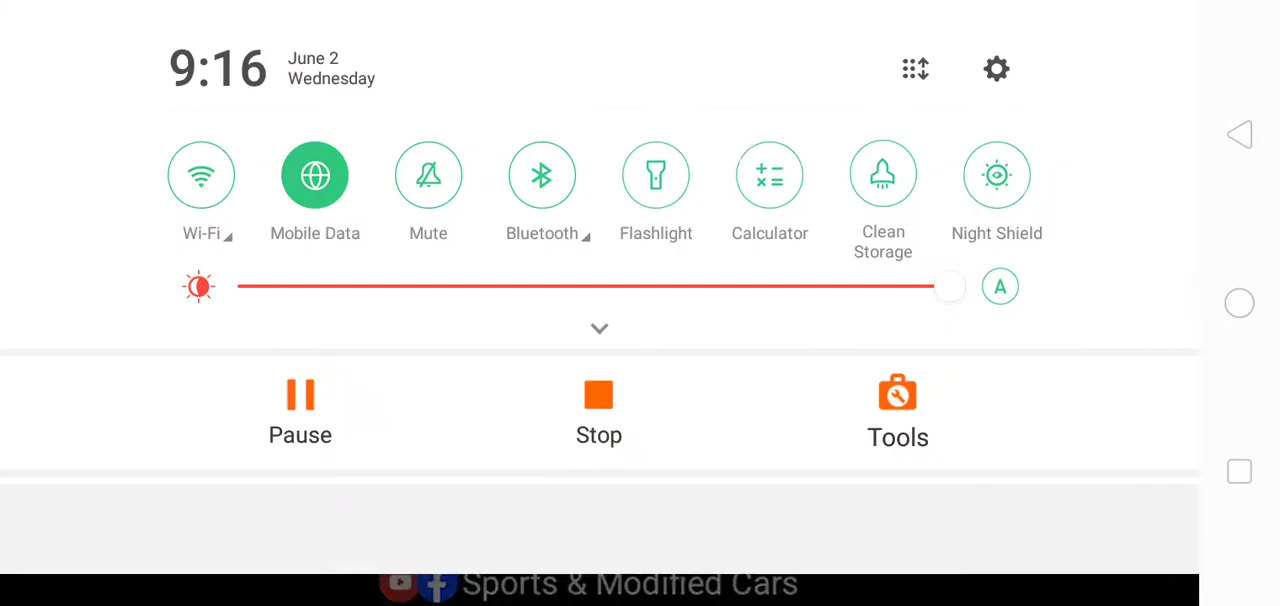 9:16
June 2
Wednesday
Wi-Fi
Mobile Data
Mute
Bluetooth
Flashlight
Calculator
Clean
Storage
Night Shield
A
Pause
Stop
Tools
Sports & Modified Cars